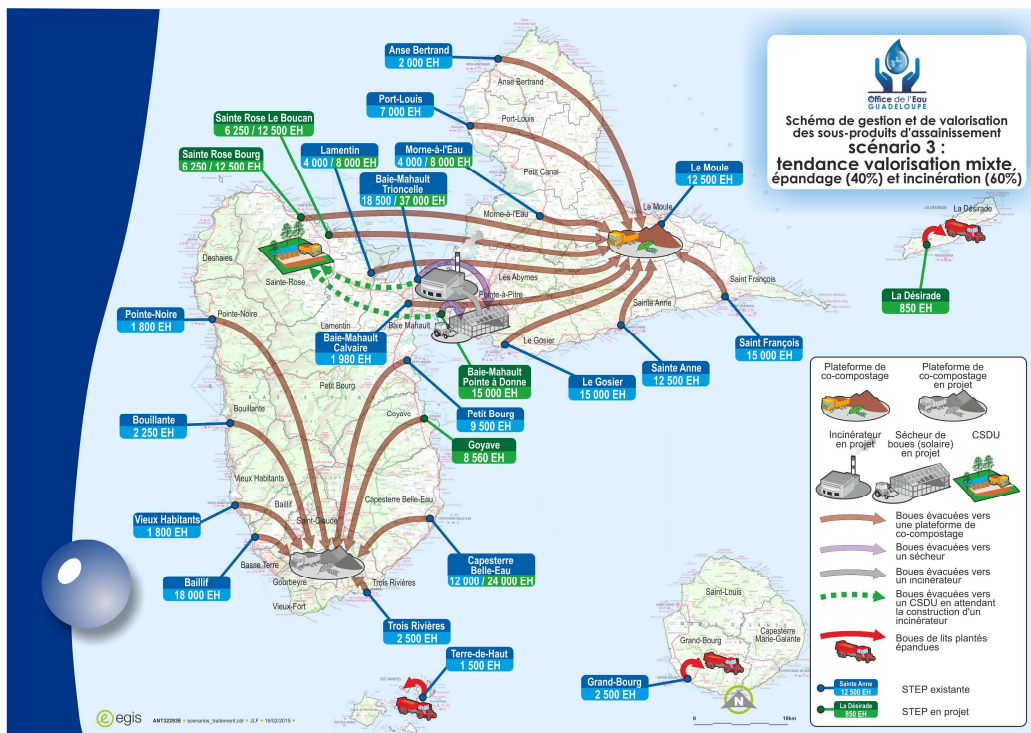 Office de l'Eau
GUADELOUPE
Schéma de gestion et de valorisation
des sous-produits d'assainissement
scénario 3 :
tendance valorisation mixte,
épandage (40%) et incinération (60%)
Anse Bertrand
2 000 EH
Port-Louis
7 000 EH
Sainte Rose Le Boucan
6 250 / 12 500 EH
Sainte Rose Bourg
6 250 / 12 500 EH
Lamentin
4 000 / 8 000 EH
Morne-à-l'Eau
4 000 / 8 000 EH
Baie-Mahault
Trioncelle
18 500 / 37 000 EH
Le Moule
12 500 EH
La Désirade
850 EH
Pointe-Noire
1 800 EH
Baie-Mahault
Calvaire
1 980 EH
Baie-Mahault
Pointe à Donne
15 000 EH
Le Gosier
15 000 EH
Sainte Anne
12 500 EH
Saint François
15 000 EH
Bouillante
2 250 EH
Petit Bourg
9 500 EH
Goyave
8 560 EH
Vieux Habitants
1 800 EH
Baillif
18 000 EH
Capesterre
Belle-Eau
12 000 / 24 000 EH
Trois Rivières
2 500 EH
Terre-de-Haut
1 500 EH
Grand-Bourg
2 500 EH
Anse Bertrand
Port-Louis
Petit Canal
Morne-à-l'Eau
Le Moule
La Désirade
Deshaies
Sainte-Rose
Les Abymes
Pointe-à-Pitre
Saint François
Sainte Anne
Pointe-Noire
Lamentin
Baie Mahault
Le Gosier
Petit Bourg
Bouillante
Goyave
Vieux Habitants
Capesterre Belle-Eau
Baillif
Saint-Claude
Basse Terre
Gourbeyre
Trois Rivières
Vieux-Fort
Saint-Louis
Grand-Bourg
Capesterre
Marie-Galante
Plateforme de
co-compostage
Plateforme de
co-compostage
en projet
Incinérateur
en projet
Sécheur de
boues (solaire)
en projet
CSDU
Boues évacuées vers
une plateforme de
co-compostage
Boues évacuées vers
un sécheur
Boues évacuées vers
un incinérateur
Boues évacuées vers
un CSDU en attendant
la construction d'un
incinérateur
Boues de lits plantés
épandues
Sainte Anne
12 500 EH
STEP existante
La Désirade
850 EH
STEP en projet
N
0 10km
egis
ANT32293E • scenarios_traitement.cdr • JLF • 16/02/2015 •